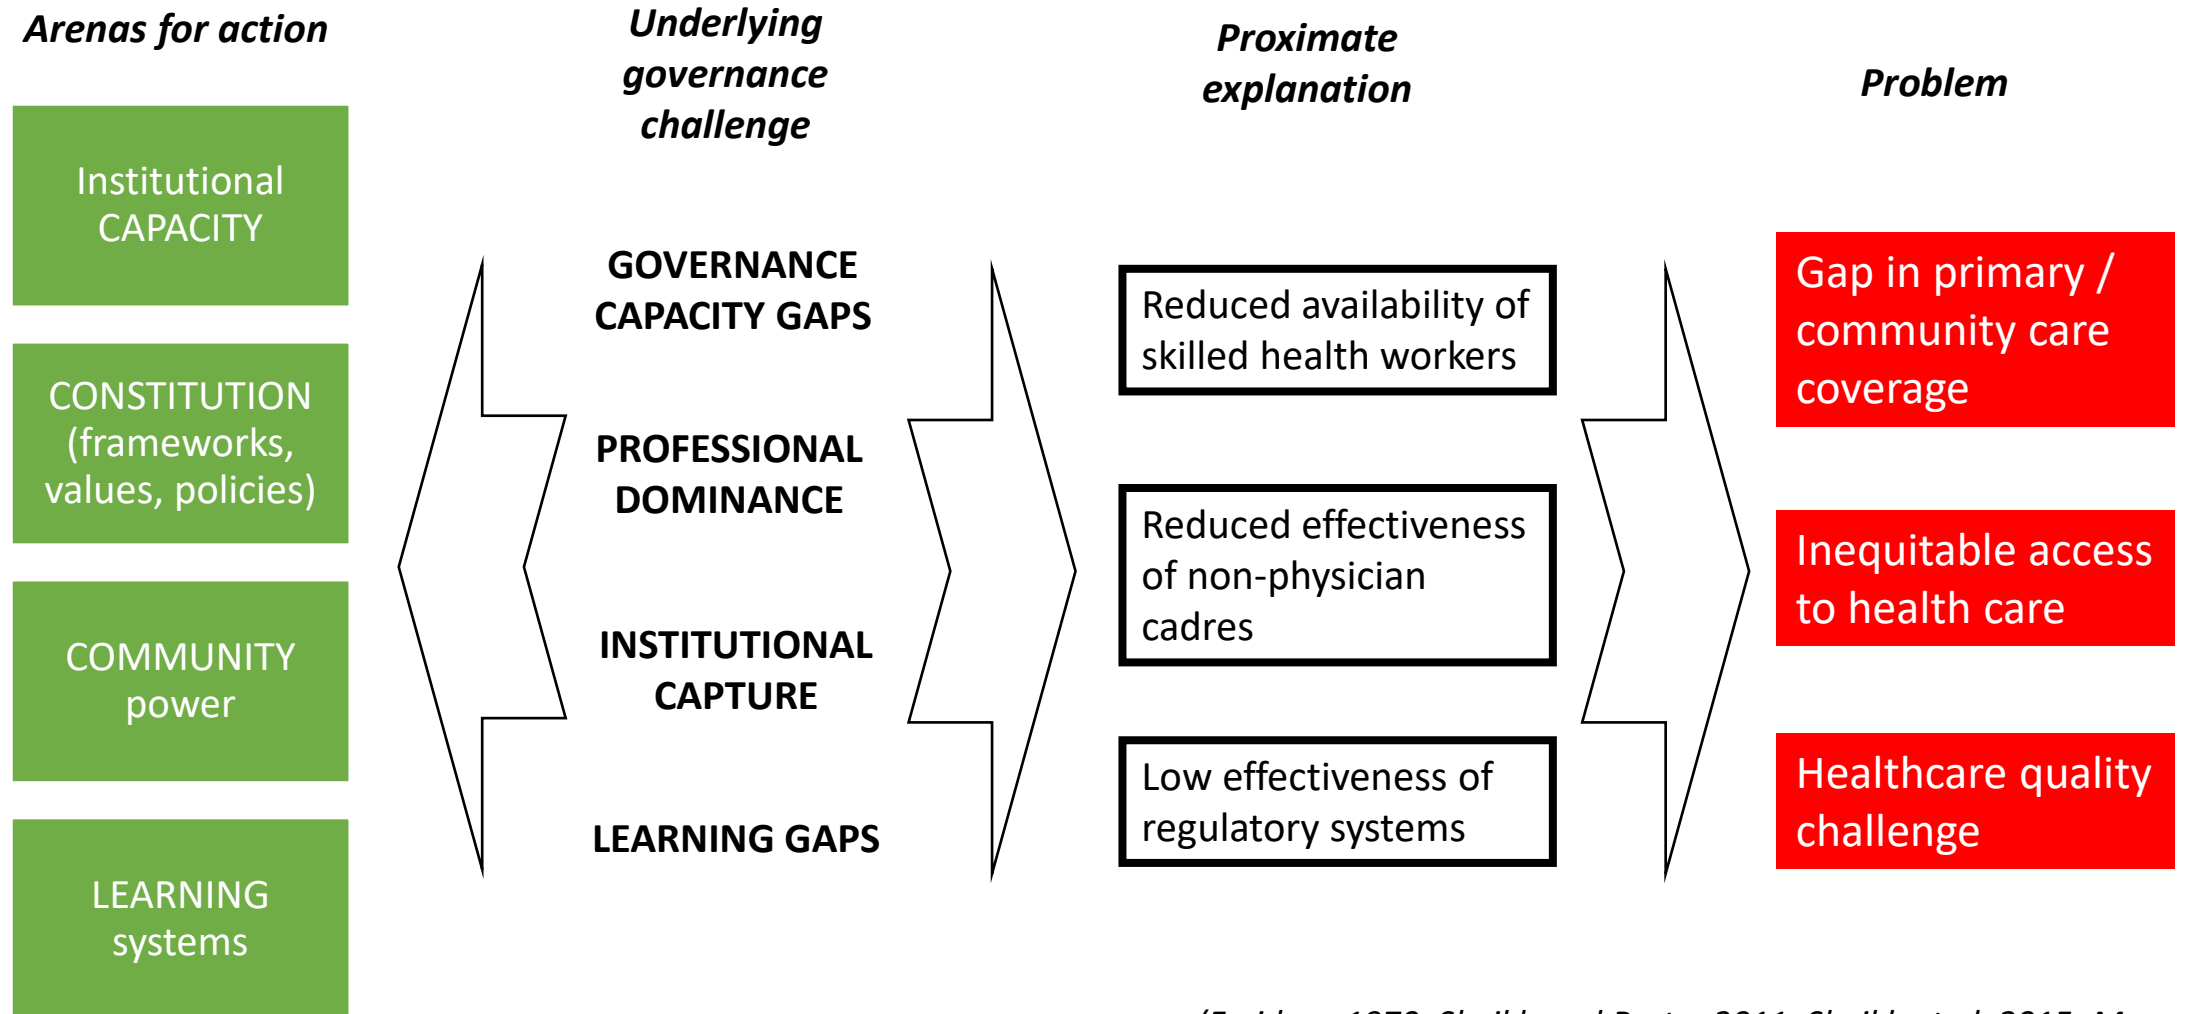 Arenas for action
Institutional
CAPACITY
CONSTITUTION
(frameworks,
values, policies)
COMMUNITY
power
LEARNING
systems
Underlying
governance
challenge
GOVERNANCE
CAPACITY GAPS
PROFESSIONAL
DOMINANCE
INSTITUTIONAL
CAPTURE
LEARNING GAPS
Proximate
explanation
Reduced availability of
skilled health workers
Reduced effectiveness
of non-physician
cadres
Low effectiveness of
regulatory systems
Problem
Gap in primary /
community care
coverage
Inequitable access
to health care
Healthcare quality
challenge